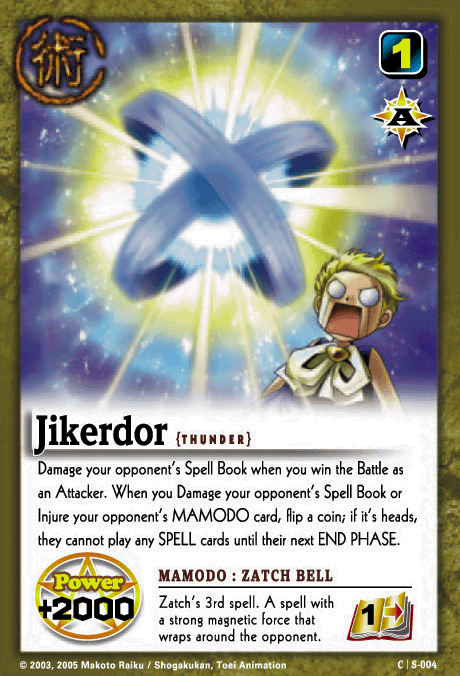 術
1
A
Jikerdor {THUNDER}
Damage your opponent's Spell Book when you win the Battle as
an Attacker. When you Damage your opponent's Spell Book or
Injure your opponent's MAMODO card, flip a coin; if it's heads,
they cannot play any SPELL cards until their next END PHASE.
Power
+2000
MAMODO : ZATCH BELL
Zatch's 3rd spell. A spell with
a strong magnetic force that
wraps around the opponent.
1
© 2003, 2005 Makoto Raiku / Shogakukan, Toei Animation
C | S-004